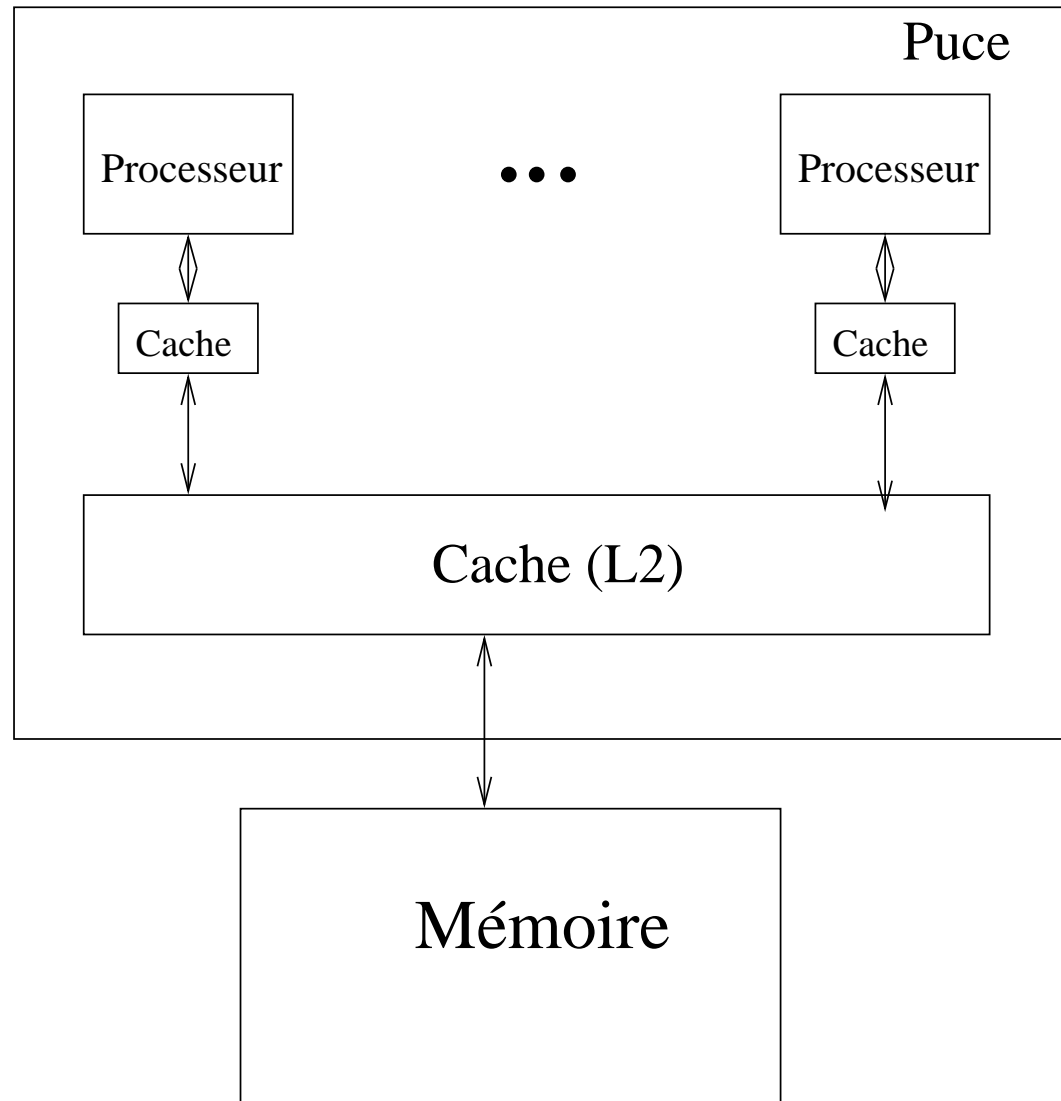 Puce
Processeur
Processeur
Cache
Cache
Cache (L2)
Mémoire